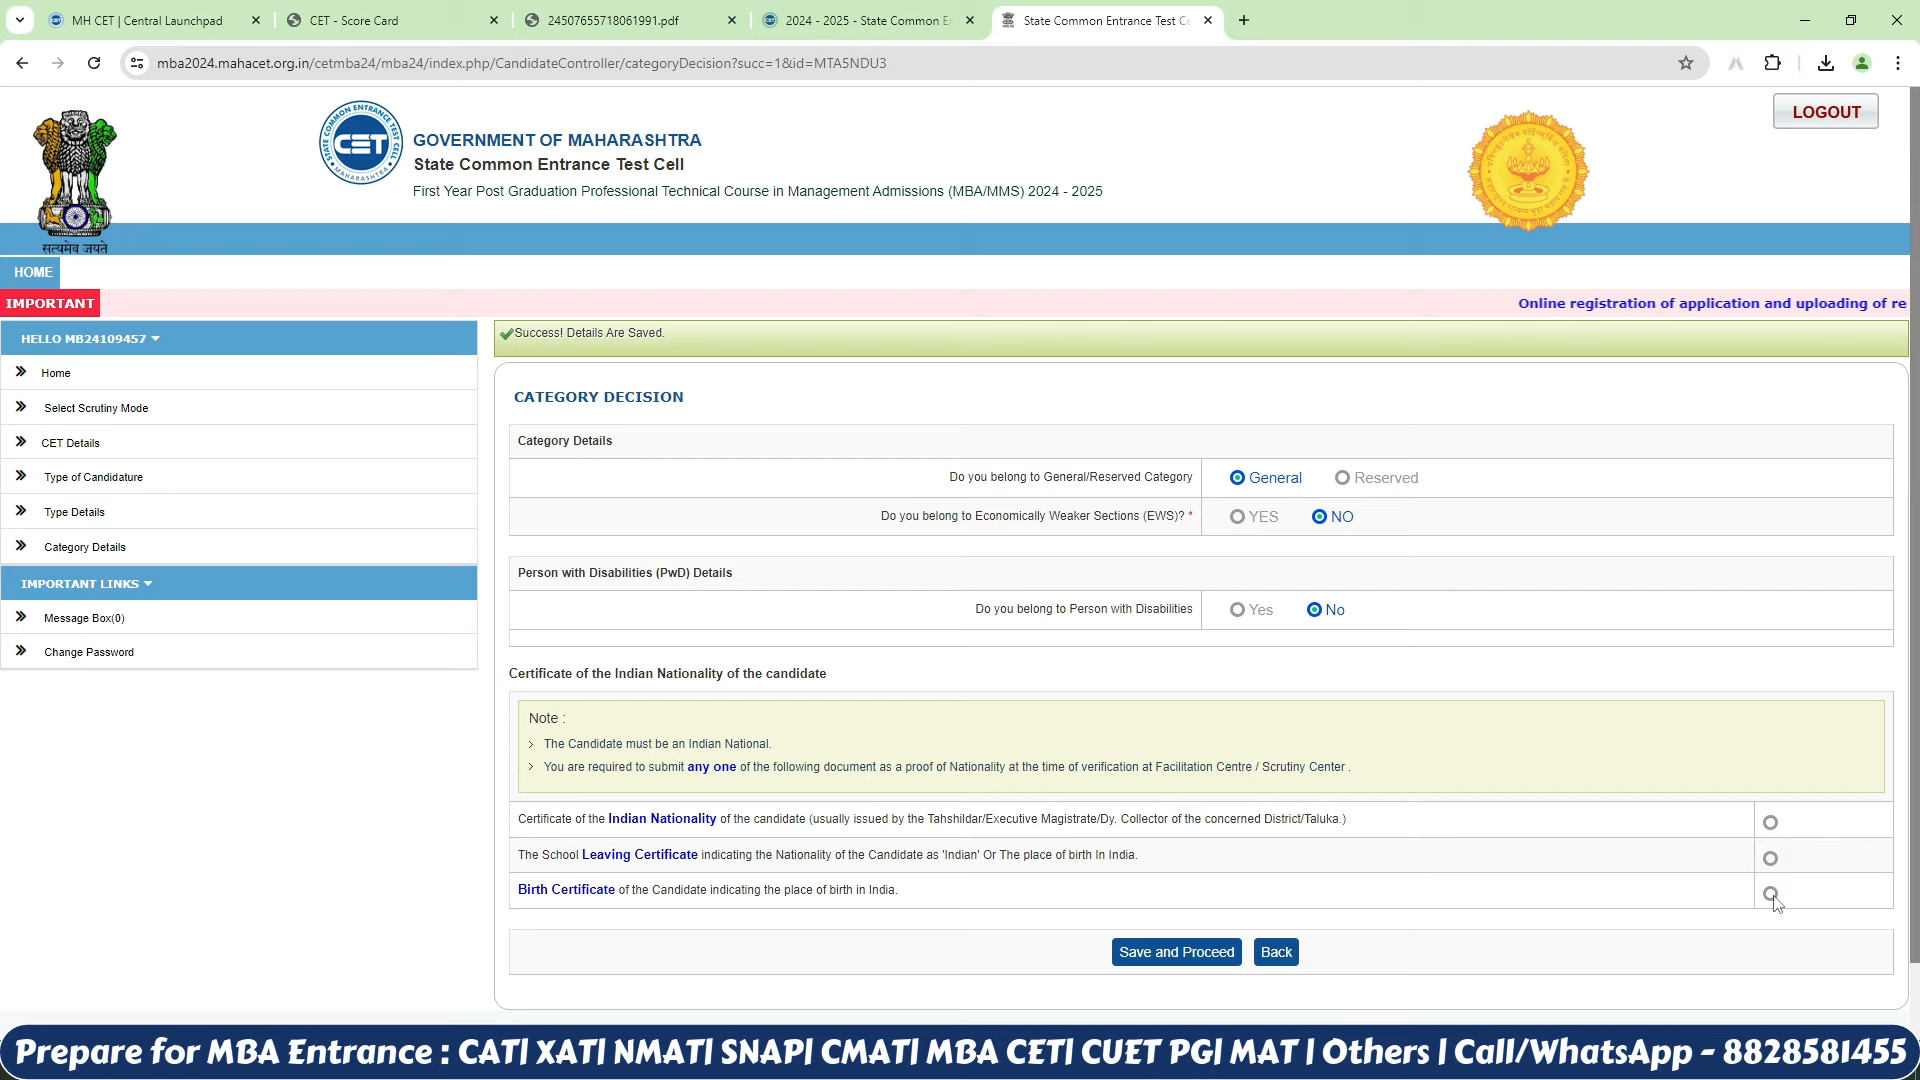 MH CET | Central Launchpad
CET - Score Card
24507655718061991.pdf
2024 - 2025 - State Common E
State Common Entrance Test Ce
mba2024.mahacet.org.in/cetmba24/mba24/index.php/CandidateController/categoryDecision?succ=1&id=MTA5NDU3
LOGOUT
STATE COMMON ENTRANCE TEST CELL
CET
MAHARASHTRA
GOVERNMENT OF MAHARASHTRA
State Common Entrance Test Cell
First Year Post Graduation Professional Technical Course in Management Admissions (MBA/MMS) 2024 - 2025
सत्यमेव जयते
HOME
IMPORTANT
Online registration of application and uploading of re
HELLO MB24109457
Home
Select Scrutiny Mode
CET Details
Type of Candidature
Type Details
Category Details
IMPORTANT LINKS
Message Box(0)
Change Password
Success! Details Are Saved.
CATEGORY DECISION
Category Details
Do you belong to General/Reserved Category General Reserved
Do you belong to Economically Weaker Sections (EWS)? * YES NO
Person with Disabilities (PwD) Details
Do you belong to Person with Disabilities Yes No
Certificate of the Indian Nationality of the candidate
Note :
The Candidate must be an Indian National.
You are required to submit any one of the following document as a proof of Nationality at the time of verification at Facilitation Centre / Scrutiny Center .
Certificate of the Indian Nationality of the candidate (usually issued by the Tahshildar/Executive Magistrate/Dy. Collector of the concerned District/Taluka.)
The School Leaving Certificate indicating the Nationality of the Candidate as 'Indian' Or The place of birth In India.
Birth Certificate of the Candidate indicating the place of birth in India.
Save and Proceed Back
Prepare for MBA Entrance : CAT| XAT| NMAT| SNAP| CMAT| MBA CET| CUET PG| MAT | Others | Call/WhatsApp - 8828581455